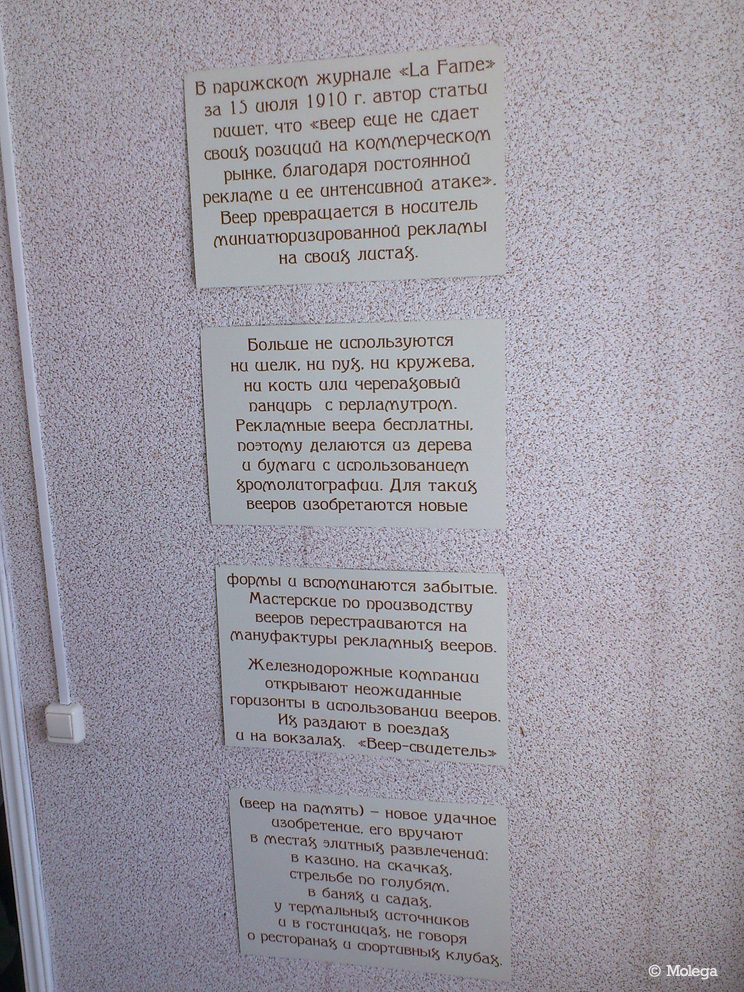 В парижском журнале «La Fame»
за 15 июля 1910 г. автор статьи
пишет, что «веер еще не сдает
своих позиций на коммерческом
рынке, благодаря постоянной
рекламе и ее интенсивной атаке».
Веер превращается в носитель
миниатюризированной рекламы
на своих листах.
Больше не используются
ни шелк, ни пух, ни кружева,
ни кость или черепаховый
панцирь с перламутром.
Рекламные веера бесплатны,
поэтому делаются из дерева
и бумаги с использованием
хромолитографии. Для таких
вееров изобретаются новые
формы и вспоминаются забытые.
Мастерские по производству
вееров перестраиваются на
мануфактуры рекламных вееров.
Железнодорожные компании
открывают неожиданные
горизонты в использовании вееров.
Их раздают в поездах
и на вокзалах. «Веер-свидетель»
(веер на память) – новое удачное
изобретение, его вручают
в местах элитных развлечений:
в казино, на скачках,
стрельбе по голубям,
в банях и садах,
у термальных источников
и в гостиницах, не говоря
о ресторанах и спортивных клубах.
© Molega